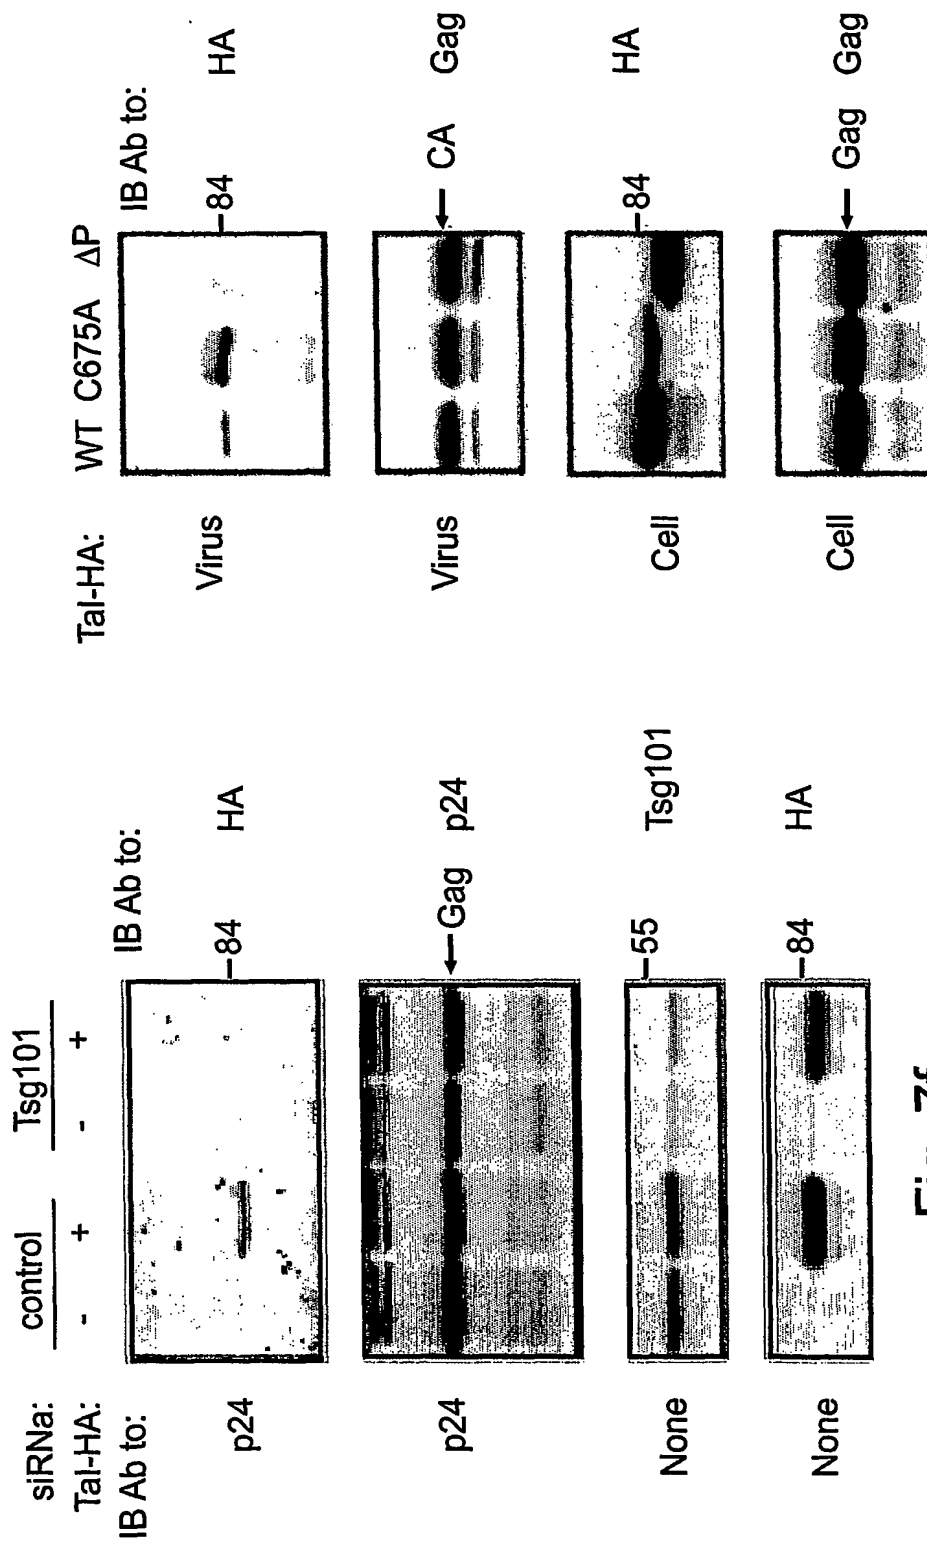 siRNa: control Tsg101
Tal-HA: - + - +
IB Ab to: IB Ab to:
p24 –84 HA
p24 ←Gag p24
None –55 Tsg101
None –84 HA
Tal-HA: WT C675A ΔP
IB Ab to:
Virus –84 HA
Virus ← CA Gag
Cell –84 HA
Cell ← Gag Gag